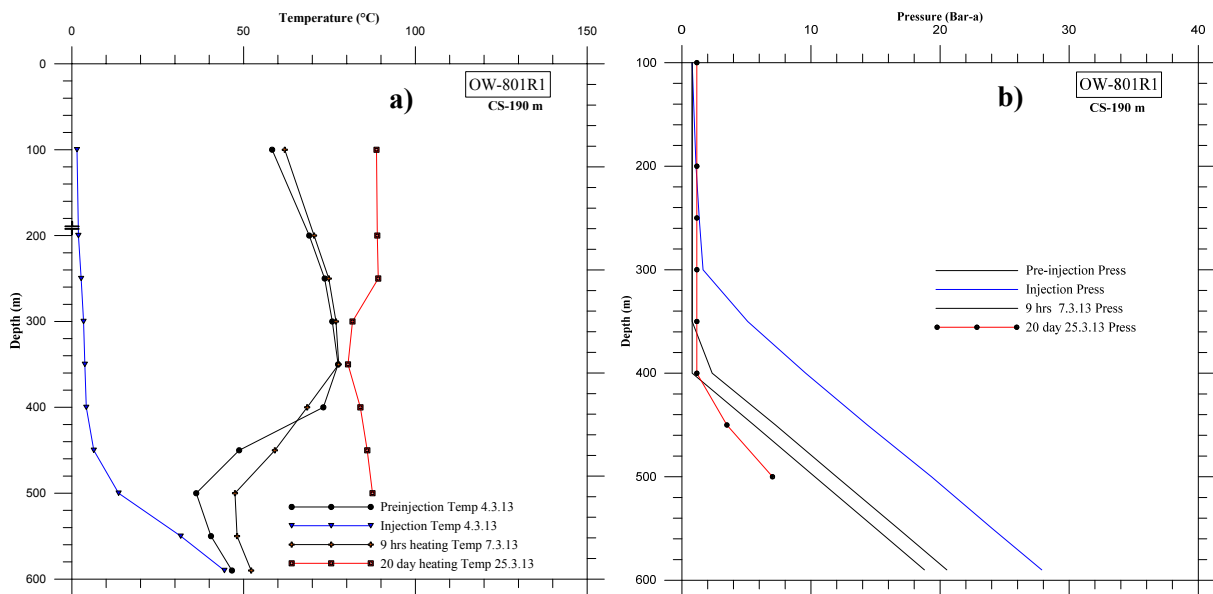 Temperature (°C)
0 50 100 150
0
100
200
300
400
500
600
Depth (m)
a)
OW-801R1
CS-190 m
Preinjection Temp 4.3.13
Injection Temp 4.3.13
9 hrs heating Temp 7.3.13
20 day heating Temp 25.3.13
Pressure (Bar-a)
0 10 20 30 40
100
200
300
400
500
600
Depth (m)
b)
OW-801R1
CS-190 m
Pre-injection Press
Injection Press
9 hrs 7.3.13 Press
20 day 25.3.13 Press